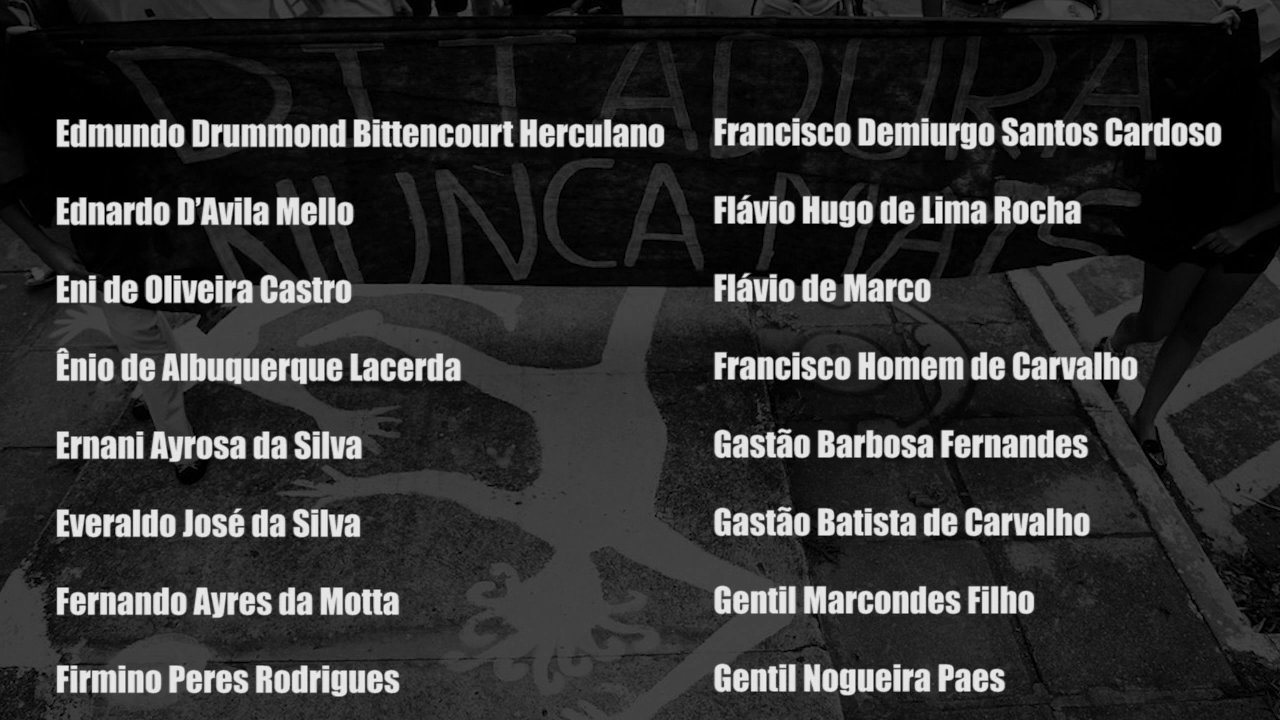 DITADURA
NUNCA MAIS
Edmundo Drummond Bittencourt Herculano
Ednardo D’Avila Mello
Eni de Oliveira Castro
Ênio de Albuquerque Lacerda
Ernani Ayrosa da Silva
Everaldo José da Silva
Fernando Ayres da Motta
Firmino Peres Rodrigues
Francisco Demiurgo Santos Cardoso
Flávio Hugo de Lima Rocha
Flávio de Marco
Francisco Homem de Carvalho
Gastão Barbosa Fernandes
Gastão Batista de Carvalho
Gentil Marcondes Filho
Gentil Nogueira Paes